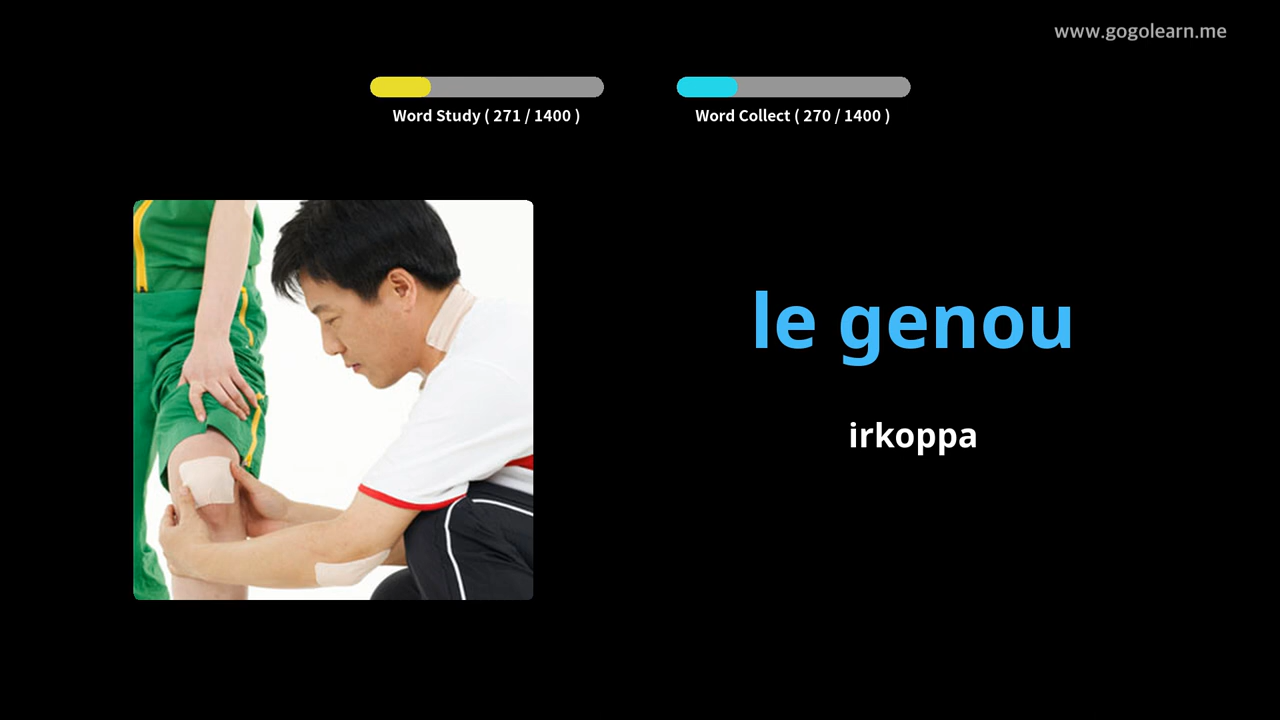 www.gogolearn.me
Word Study ( 271 / 1400 )
Word Collect ( 270 / 1400 )
le genou
irkoppa